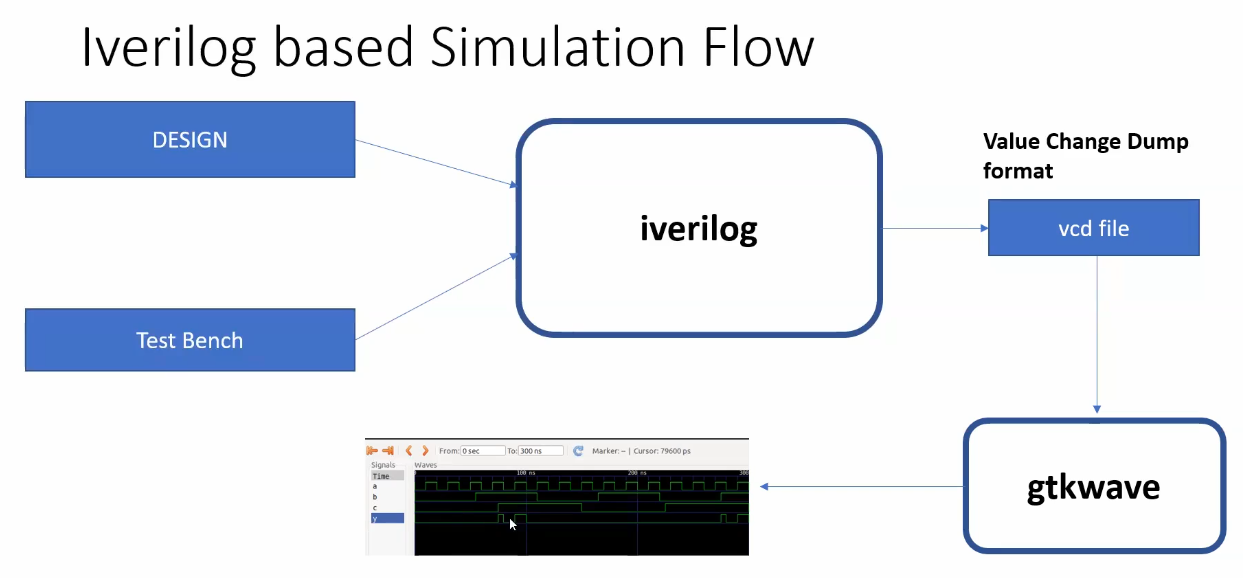 Iverilog based Simulation Flow
DESIGN
Test Bench
iverilog
Value Change Dump
format
vcd file
gtkwave
From: 0 sec To: 300 ns Marker: -- | Cursor: 79600 ps
Signals Waves
Time 100 ns 200 ns 300
a
b
c
y